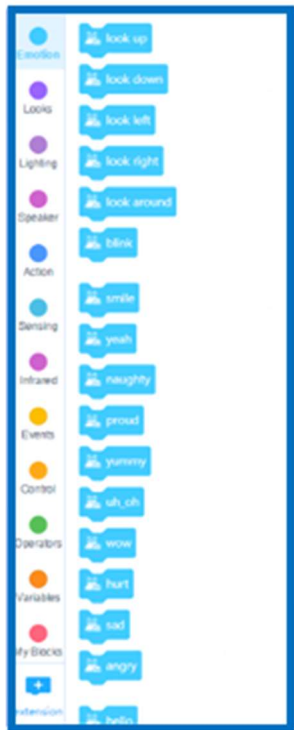 Emotion
Looks
Lighting
Speaker
Action
Sensing
Infrared
Events
Control
Operators
Variables
My Blocks
extension
look up
look down
look left
look right
look around
blink
smile
yeah
naughty
proud
yummy
uh_oh
wow
hurt
sad
angry
hello